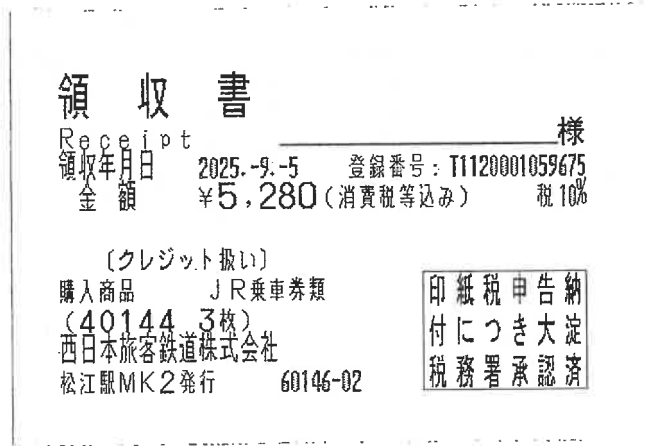 領収書
Receipt
様
領収年月日 2025.-9.-5 登録番号：T1120001059675
金額 ¥5,280(消費税等込み) 税10%
〔クレジット扱い〕
購入商品 JR乗車券類
(40144 3枚)
西日本旅客鉄道株式会社
松江駅MK2発行 60146-02
印紙税申告納
付につき大淀
税務署承認済